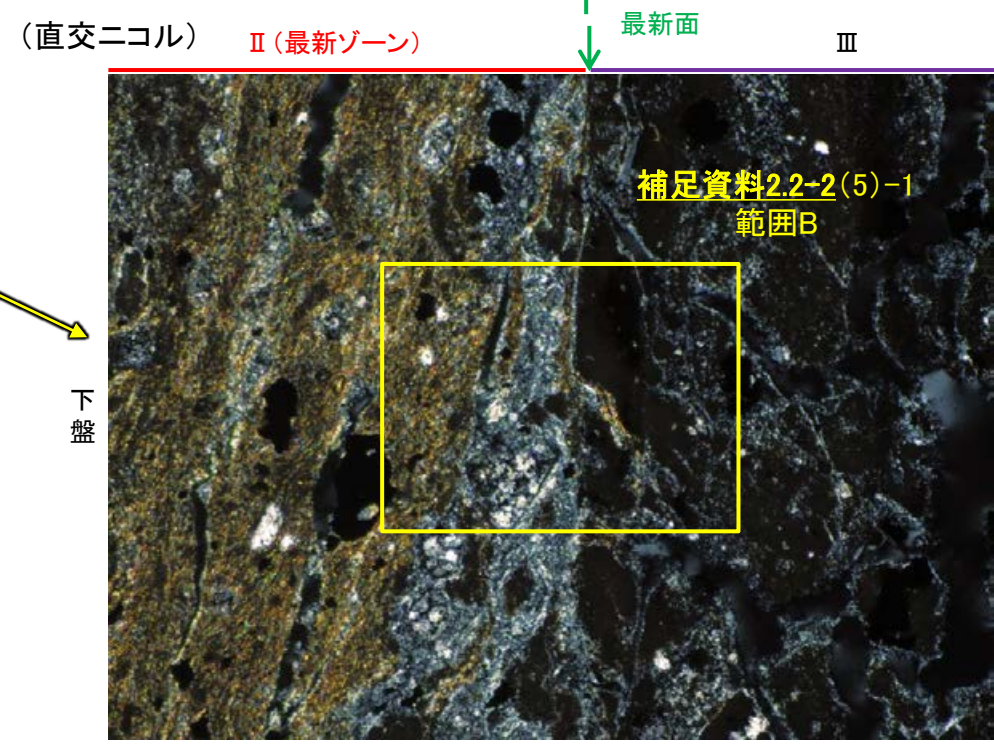 (直交ニコル)
Ⅱ(最新ゾーン)
最新面
Ⅲ
補足資料2.2-2(5)-1
範囲B
下
盤